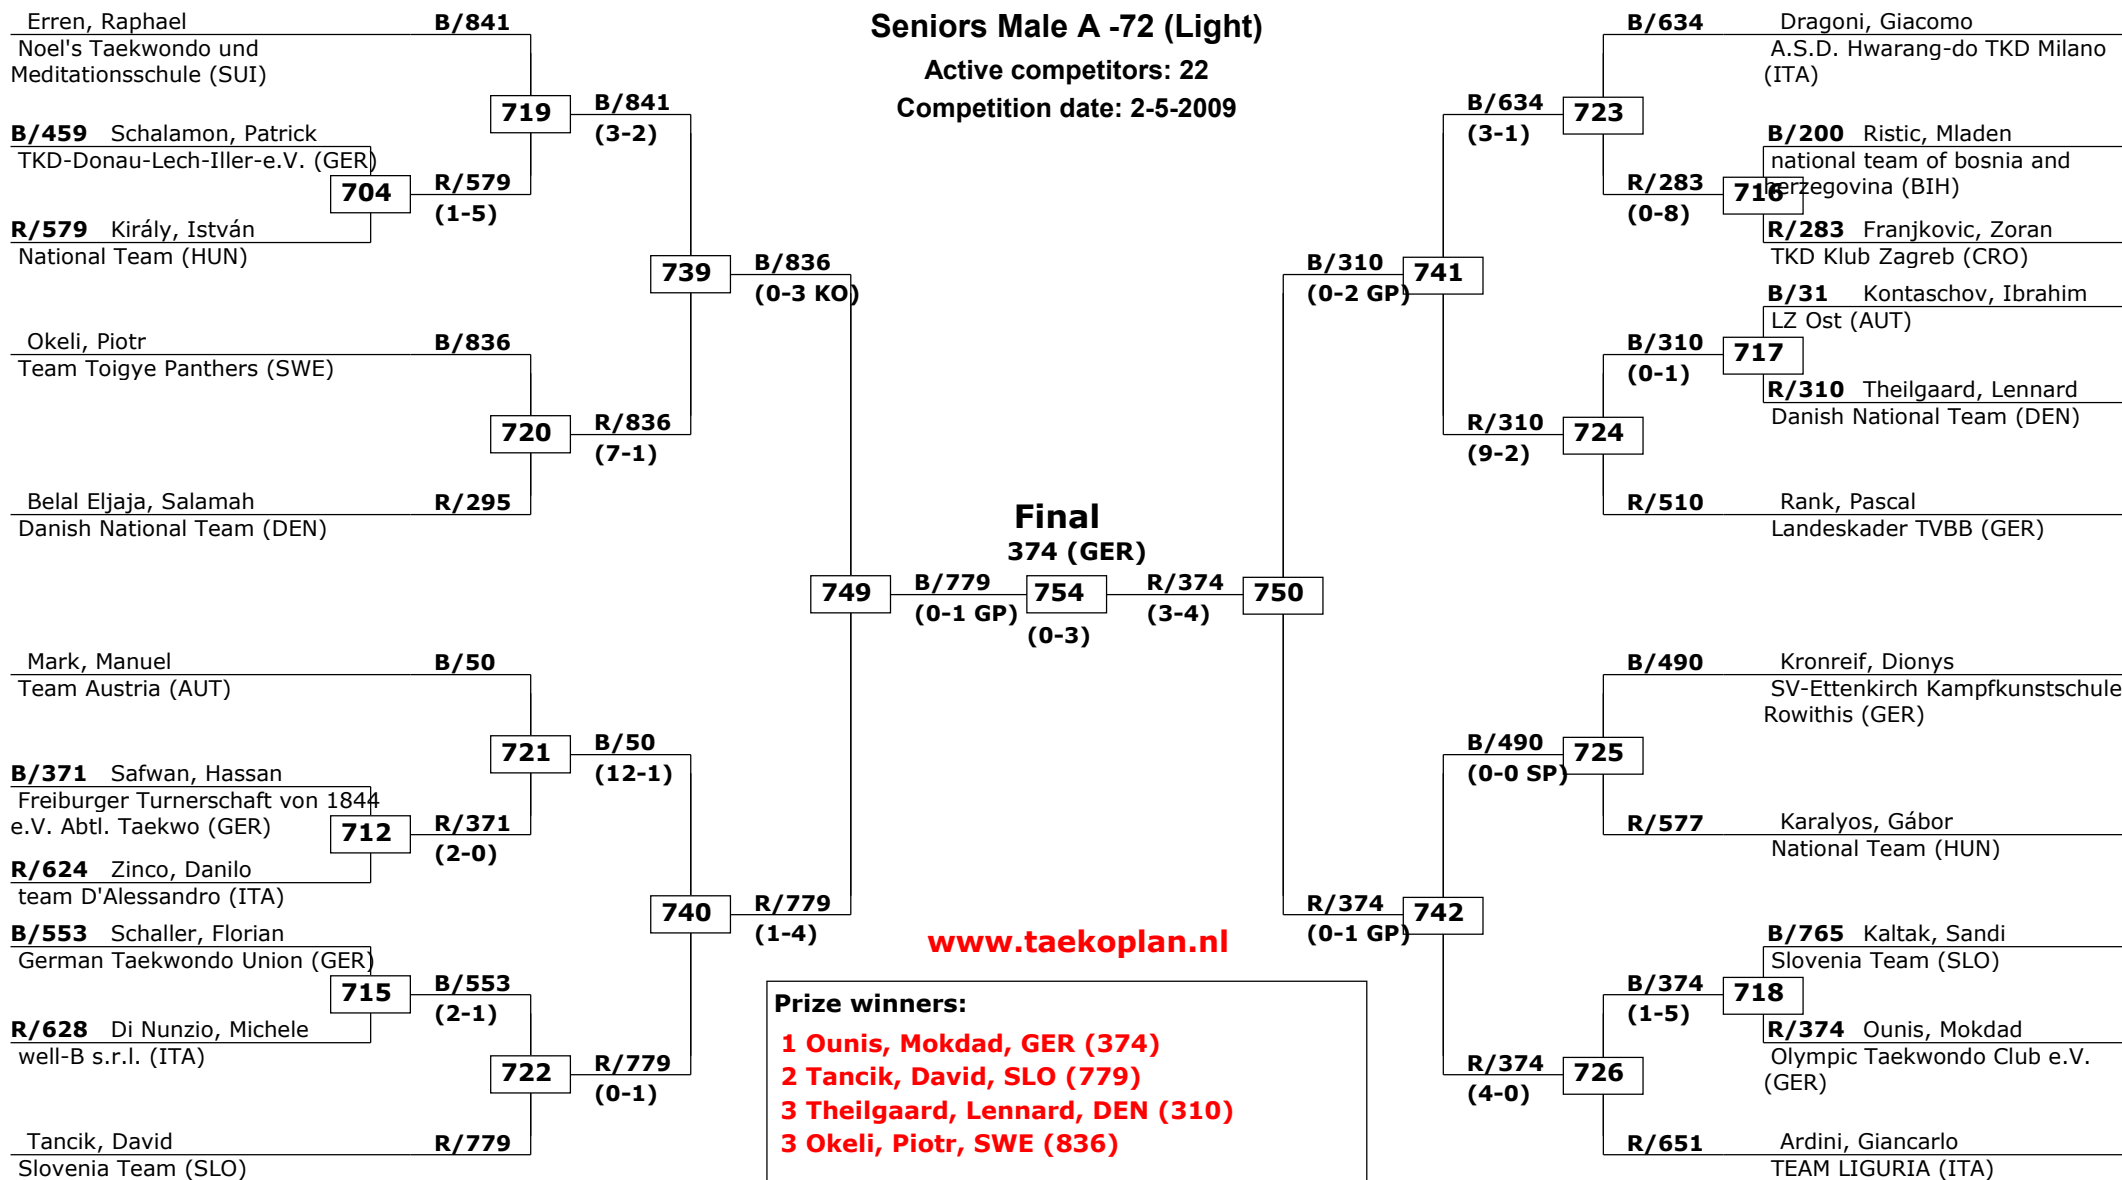 Seniors Male A -72 (Light)
Active competitors: 22
Competition date: 2-5-2009
Erren, Raphael B/841
Noel's Taekwondo und
Meditationsschule (SUI)
719
B/841
(3-2)
B/459 Schalamon, Patrick
TKD-Donau-Lech-Iller-e.V. (GER)
704
R/579
(1-5)
R/579 Király, István
National Team (HUN)
739
B/836
(0-3 KO)
Okeli, Piotr B/836
Team Toigye Panthers (SWE)
720
R/836
(7-1)
Belal Eljaja, Salamah R/295
Danish National Team (DEN)
749
B/779
(0-1 GP)
Mark, Manuel B/50
Team Austria (AUT)
721
B/50
(12-1)
B/371 Safwan, Hassan
Freiburger Turnerschaft von 1844
e.V. Abtl. Taekwo (GER)
712
R/371
(2-0)
R/624 Zinco, Danilo
team D'Alessandro (ITA)
740
R/779
(1-4)
B/553 Schaller, Florian
German Taekwondo Union (GER)
715
B/553
(2-1)
R/628 Di Nunzio, Michele
well-B s.r.l. (ITA)
722
R/779
(0-1)
Tancik, David R/779
Slovenia Team (SLO)
Final
374 (GER)
754
(0-3)
R/374
(3-4)
750
B/634 Dragoni, Giacomo
A.S.D. Hwarang-do TKD Milano
(ITA)
B/634
(3-1)
723
B/200 Ristic, Mladen
national team of bosnia and
herzegovina (BIH)
R/283
(0-8)
716
R/283 Franjkovic, Zoran
TKD Klub Zagreb (CRO)
B/310
(0-2 GP)
741
B/31 Kontaschov, Ibrahim
LZ Ost (AUT)
B/310
(0-1)
717
R/310 Theilgaard, Lennard
Danish National Team (DEN)
R/310
(9-2)
724
R/510 Rank, Pascal
Landeskader TVBB (GER)
B/490 Kronreif, Dionys
SV-Ettenkirch Kampfkunstschule
Rowithis (GER)
B/490
(0-0 SP)
725
R/577 Karalyos, Gábor
National Team (HUN)
R/374
(0-1 GP)
742
B/765 Kaltak, Sandi
Slovenia Team (SLO)
B/374
(1-5)
718
R/374 Ounis, Mokdad
Olympic Taekwondo Club e.V.
(GER)
R/374
(4-0)
726
R/651 Ardini, Giancarlo
TEAM LIGURIA (ITA)
www.taekoplan.nl
Prize winners:
1 Ounis, Mokdad, GER (374)
2 Tancik, David, SLO (779)
3 Theilgaard, Lennard, DEN (310)
3 Okeli, Piotr, SWE (836)